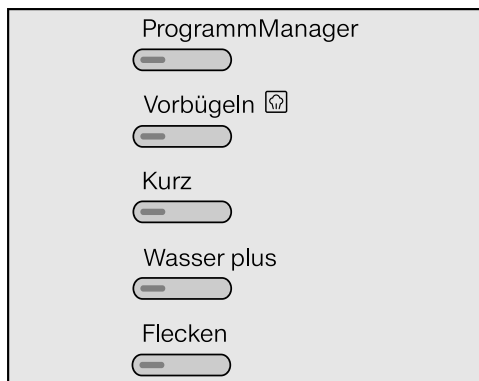 ProgrammManager
Vorbügeln
Kurz
Wasser plus
Flecken